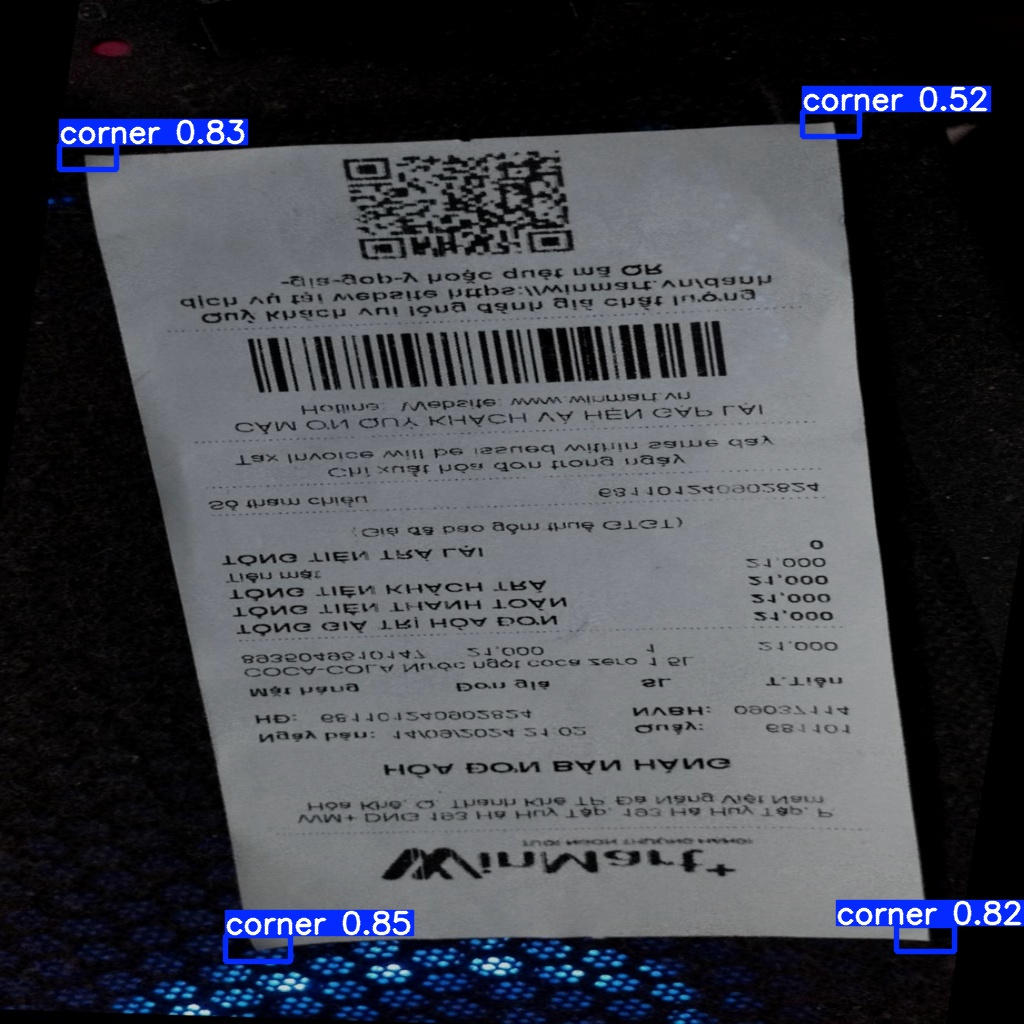 corner 0.83
corner 0.52
WinMart+
WM+ DNG 193 Hà Huy Tập, 193 Hà Huy Tập, P.
Hòa Khê, Q. Thanh Khê TP. Đà Nẵng Việt Nam
HÓA ĐƠN BÁN HÀNG
Ngày bán: 14/09/2024 21:02 Quầy: 681101
HĐ: 681101240902824 NVBH: 09037114
Mặt hàng Đơn giá SL T.Tiền
COCA-COLA Nước ngọt coca zero 1.5L
8935049510147 21.000 1 21.000
TỔNG GIÁ TRỊ HÓA ĐƠN 21.000
TỔNG TIỀN THANH TOÁN 21.000
TỔNG TIỀN KHÁCH TRẢ 21.000
Tiền mặt 21.000
TỔNG TIỀN TRẢ LẠI 0
(Giá đã bao gồm thuế GTGT)
Số tham chiếu 681101240902824
Chỉ xuất hóa đơn trong ngày
Tax Invoice will be issued within same day
CẢM ƠN QUÝ KHÁCH VÀ HẸN GẶP LẠI
Hotline: Website: www.winmart.vn
Quý khách vui lòng đánh giá chất lượng
dịch vụ tại website https://winmart.vn/danh
-gia-gop-y hoặc quét mã QR
corner 0.85
corner 0.82